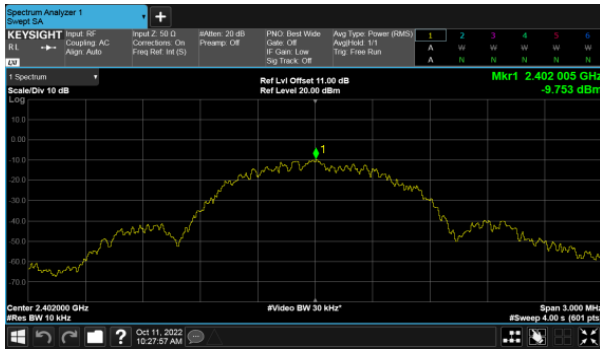 Spectrum Analyzer 1
Swept SA
+
KEYSIGHT Input: RF Input Z: 50 Ω #Atten: 20 dB PNO: Best Wide Avg Type: Power (RMS) 1 2 3 4 5 6
RL Coupling: AC Corrections: On Preamp: Off Gate: Off Avg|Hold: 1/1 A W W W W W
Align: Auto Freq Ref: Int (S) IF Gain: Low Trig: Free Run
LXI Sig Track: Off A N N N N N
1 Spectrum
Scale/Div 10 dB
Ref Lvl Offset 11.00 dB
Ref Level 20.00 dBm
Mkr1 2.402 005 GHz
-9.753 dBm
Log
10.0
0.00
1
-10.0
-20.0
-30.0
-40.0
-50.0
-60.0
-70.0
Center 2.402000 GHz #Video BW 30 kHz* Span 3.000 MHz
#Res BW 10 kHz #Sweep 4.00 s (601 pts)
? Oct 11, 2022
10:27:57 AM